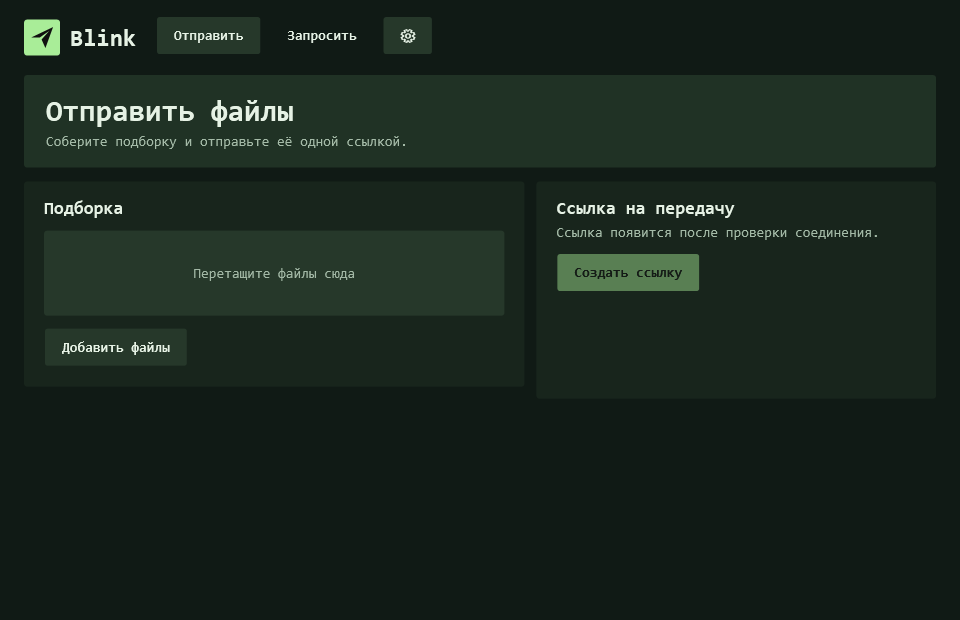 Blink
Отправить
Запросить
Отправить файлы
Соберите подборку и отправьте её одной ссылкой.
Подборка
Перетащите файлы сюда
Добавить файлы
Ссылка на передачу
Ссылка появится после проверки соединения.
Создать ссылку